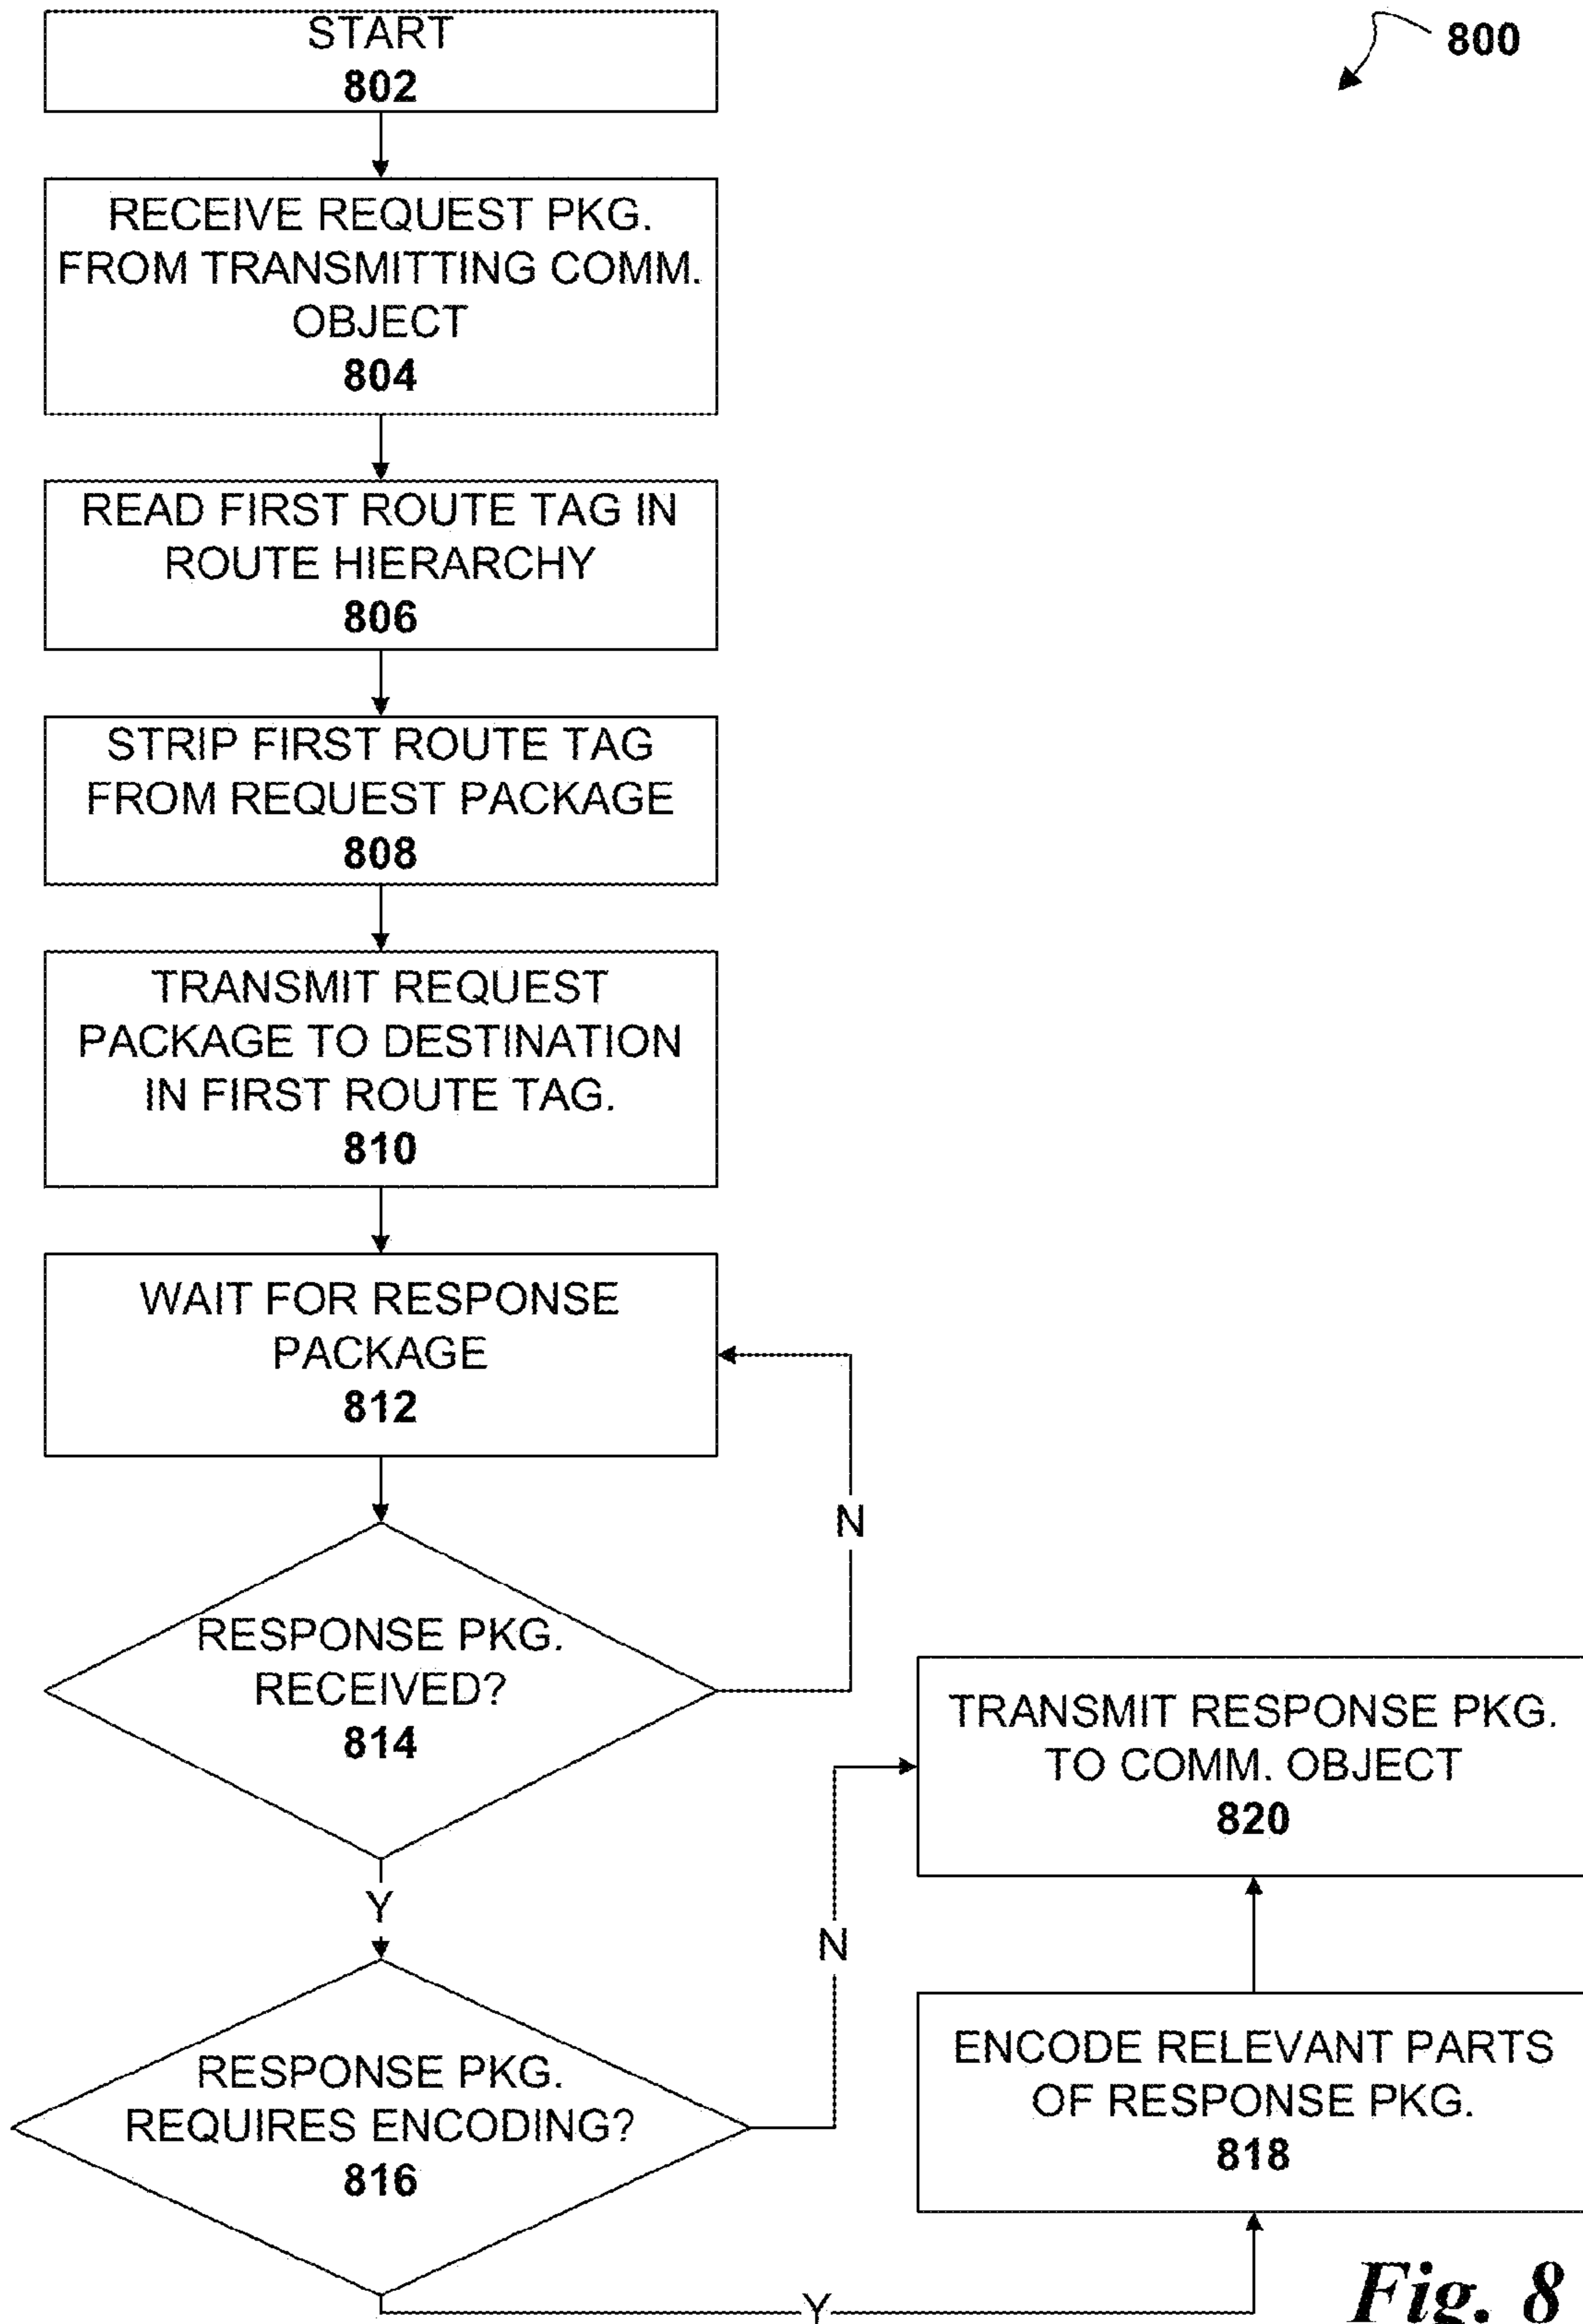 START
802
800
RECEIVE REQUEST PKG.
FROM TRANSMITTING COMM.
OBJECT
804
READ FIRST ROUTE TAG IN
ROUTE HIERARCHY
806
STRIP FIRST ROUTE TAG
FROM REQUEST PACKAGE
808
TRANSMIT REQUEST
PACKAGE TO DESTINATION
IN FIRST ROUTE TAG.
810
WAIT FOR RESPONSE
PACKAGE
812
N
RESPONSE PKG.
RECEIVED?
814
Y
RESPONSE PKG.
REQUIRES ENCODING?
816
N
Y
TRANSMIT RESPONSE PKG.
TO COMM. OBJECT
820
ENCODE RELEVANT PARTS
OF RESPONSE PKG.
818
Fig. 8